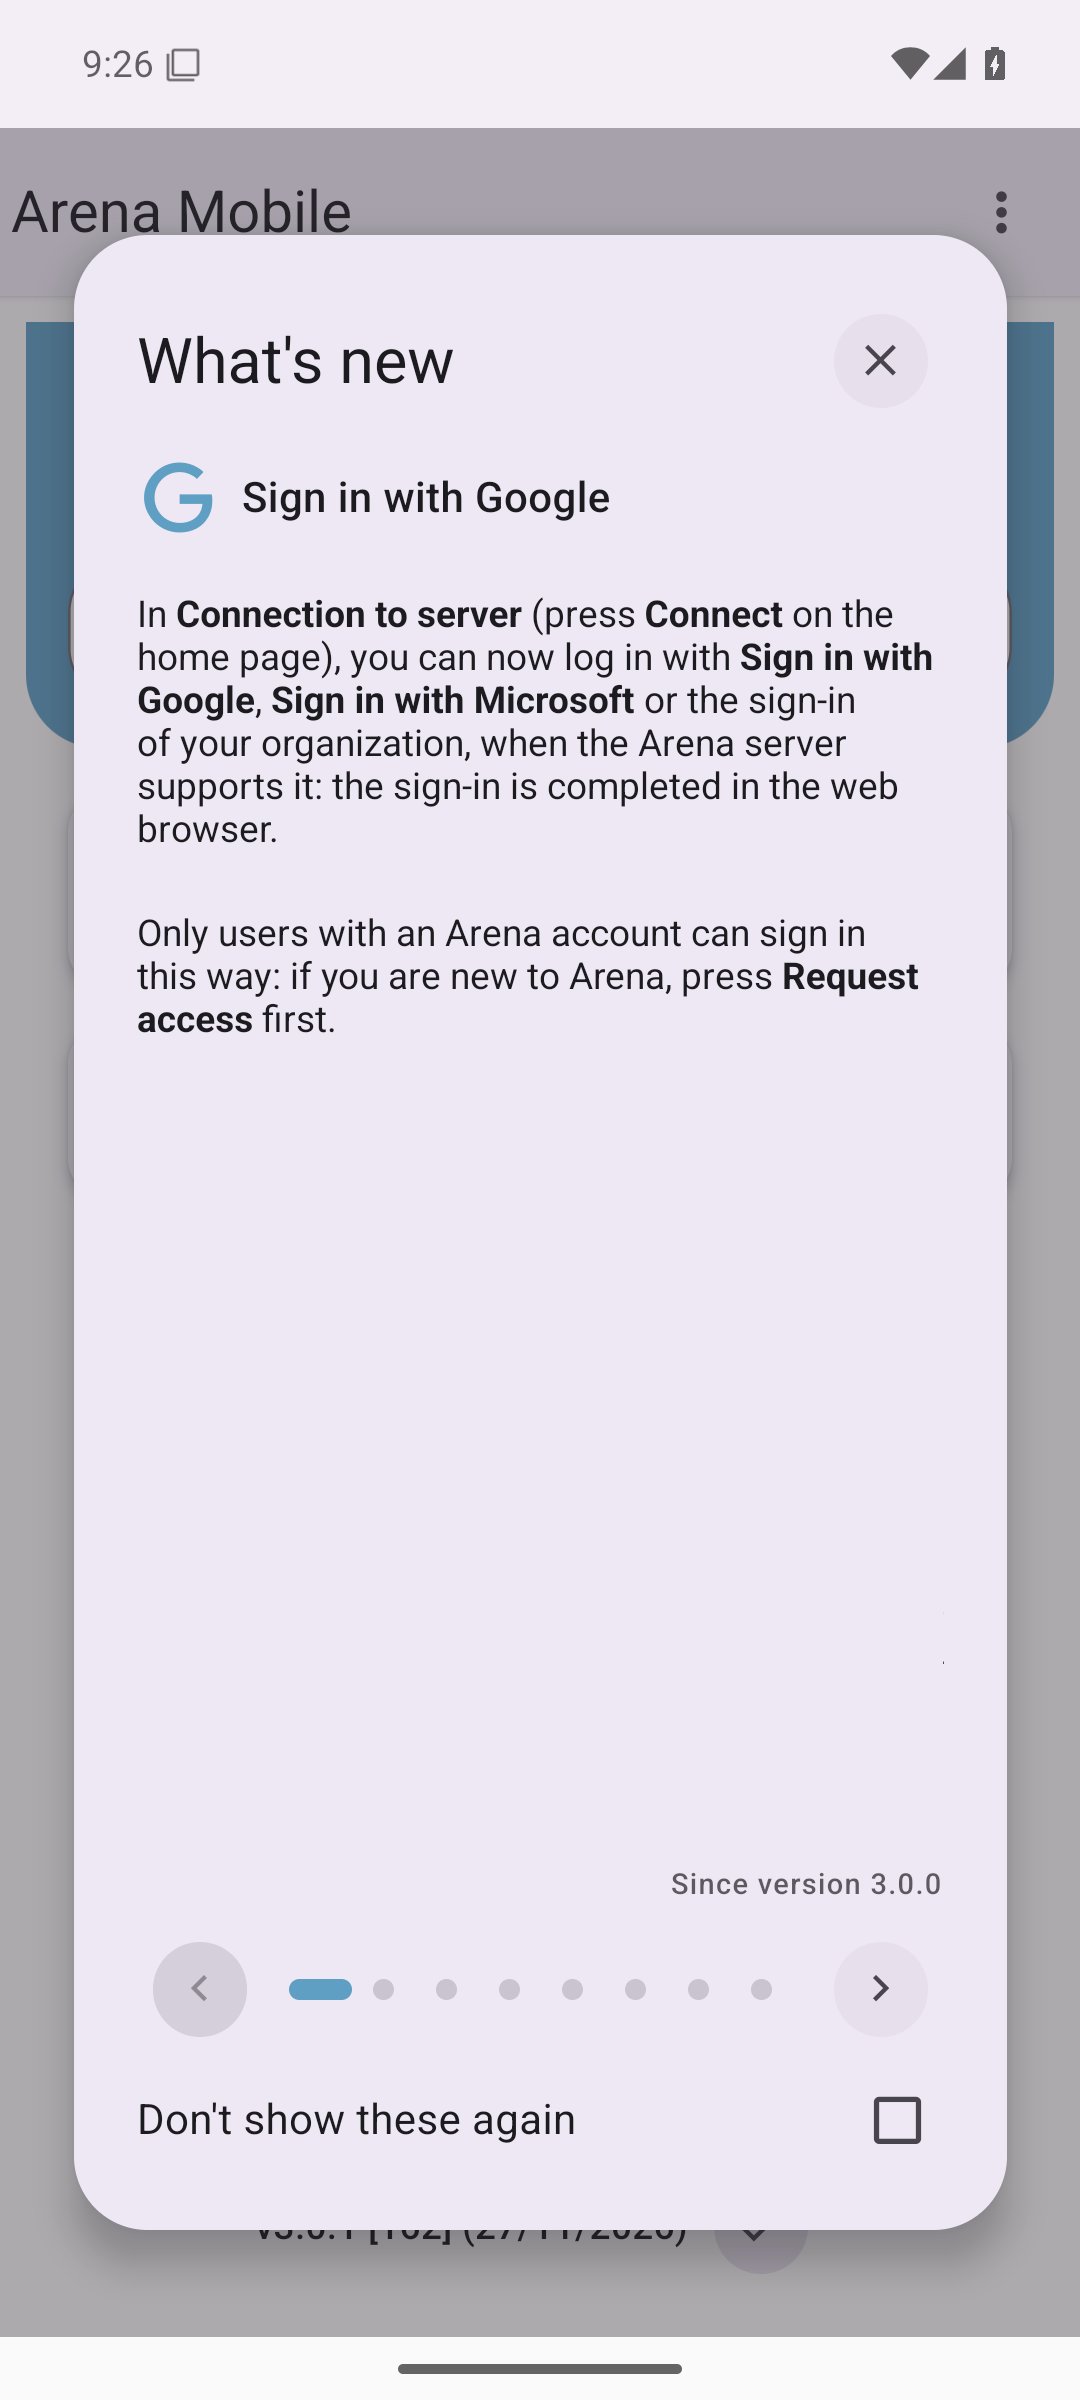 9:26
Arena Mobile
What's new
Sign in with Google
In Connection to server (press Connect on the
home page), you can now log in with Sign in with
Google, Sign in with Microsoft or the sign-in
of your organization, when the Arena server
supports it: the sign-in is completed in the web
browser.
Only users with an Arena account can sign in
this way: if you are new to Arena, press Request
access first.
Since version 3.0.0
Don't show these again